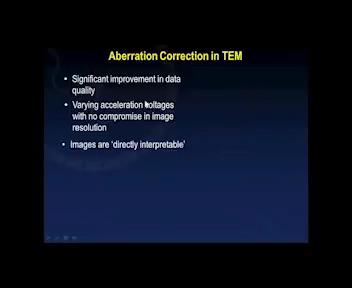 Aberration Correction in TEM
• Significant improvement in data
quality
• Varying acceleration voltages
with no compromise in image
resolution
• Images are ‘directly interpretable’